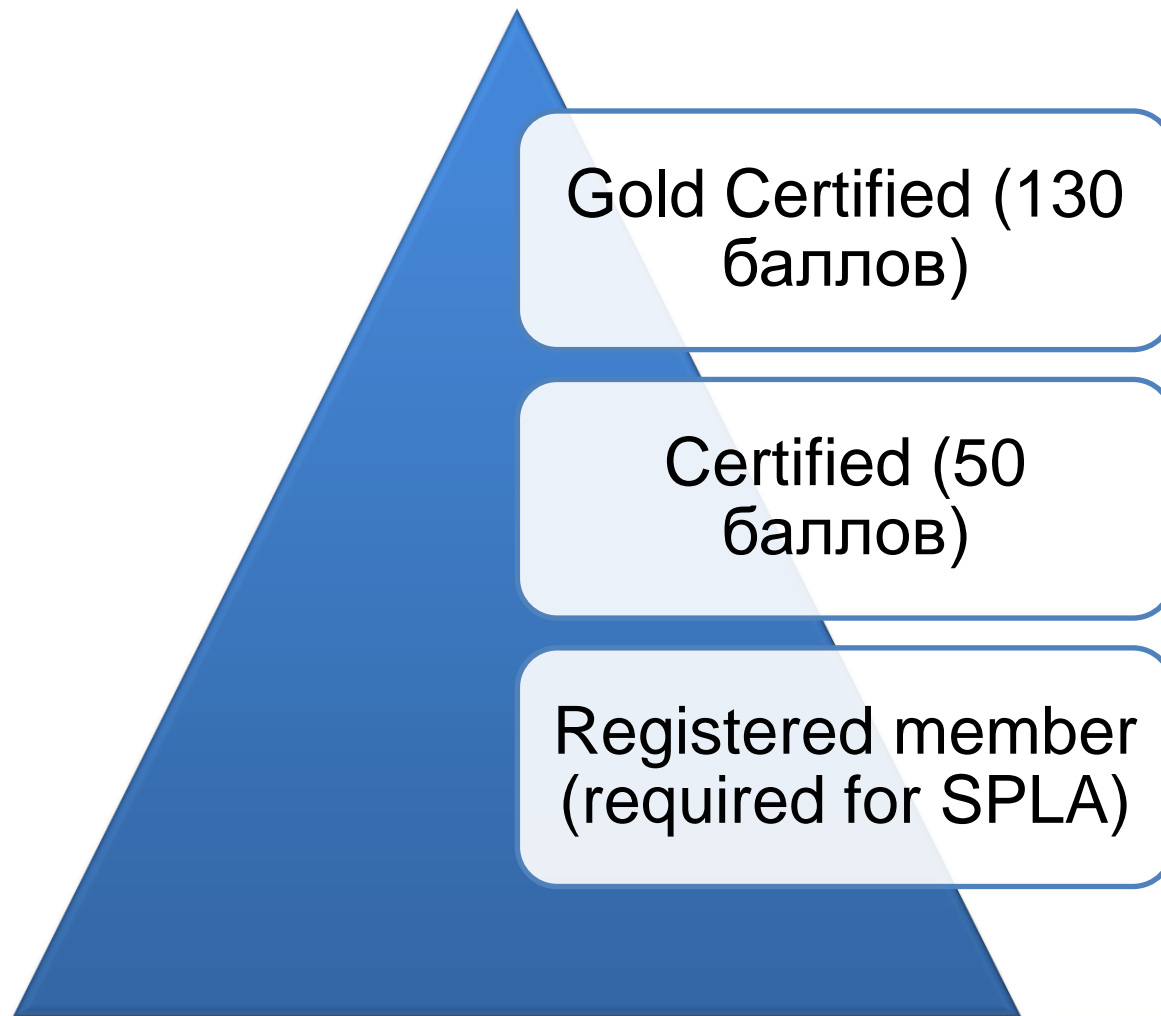 Gold Certified (130
баллов)
Certified (50
баллов)
Registered member
(required for SPLA)